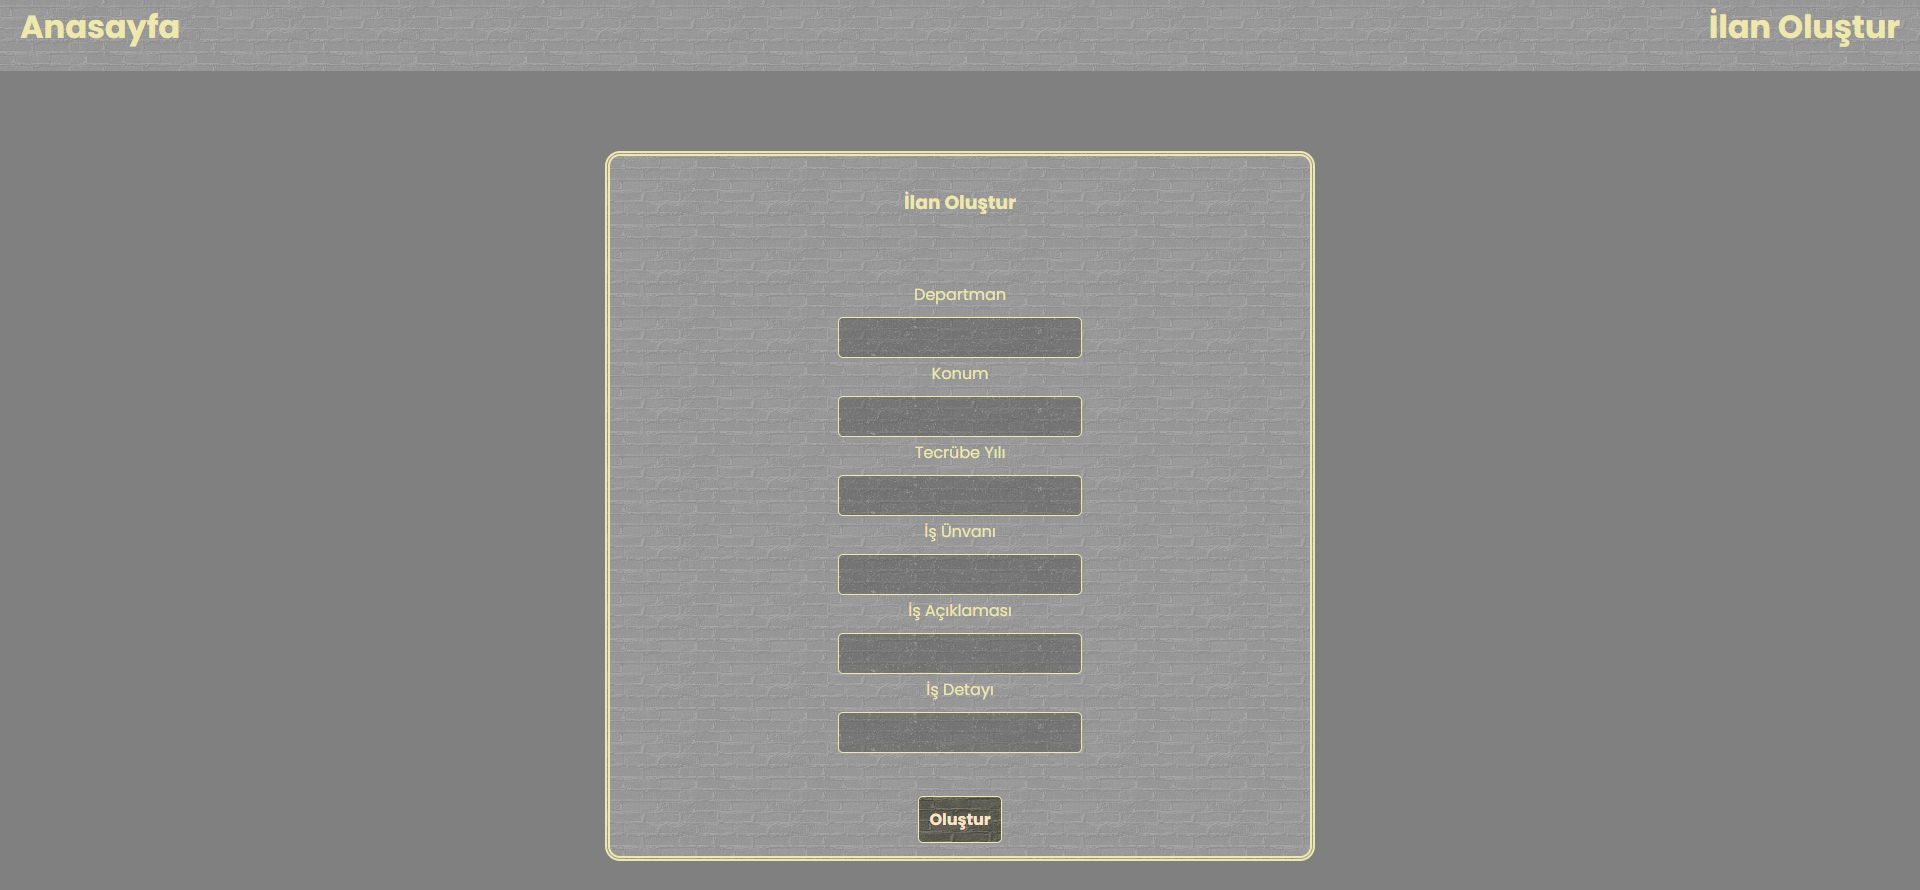 Anasayfa
İlan Oluştur
İlan Oluştur
Departman
Konum
Tecrübe Yılı
İş Ünvanı
İş Açıklaması
İş Detayı
Oluştur